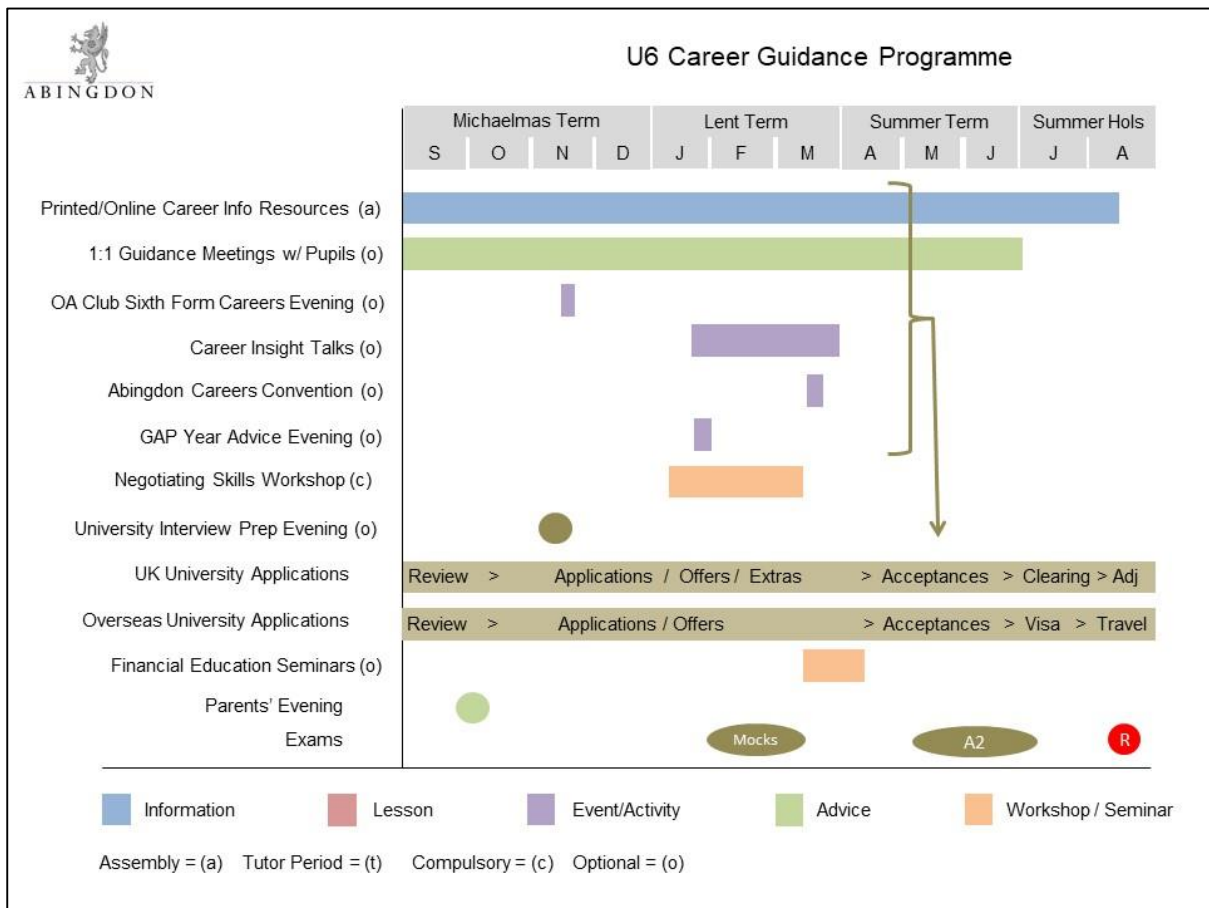 ABINGDON
U6 Career Guidance Programme
Michaelmas Term Lent Term Summer Term Summer Hols
S O N D J F M A M J J A
Printed/Online Career Info Resources (a)
1:1 Guidance Meetings w/ Pupils (o)
OA Club Sixth Form Careers Evening (o)
Career Insight Talks (o)
Abingdon Careers Convention (o)
GAP Year Advice Evening (o)
Negotiating Skills Workshop (c)
University Interview Prep Evening (o)
UK University Applications Review > Applications / Offers / Extras > Acceptances > Clearing > Adj
Overseas University Applications Review > Applications / Offers > Acceptances > Visa > Travel
Financial Education Seminars (o)
Parents’ Evening
Exams Mocks A2 R
Information Lesson Event/Activity Advice Workshop / Seminar
Assembly = (a) Tutor Period = (t) Compulsory = (c) Optional = (o)